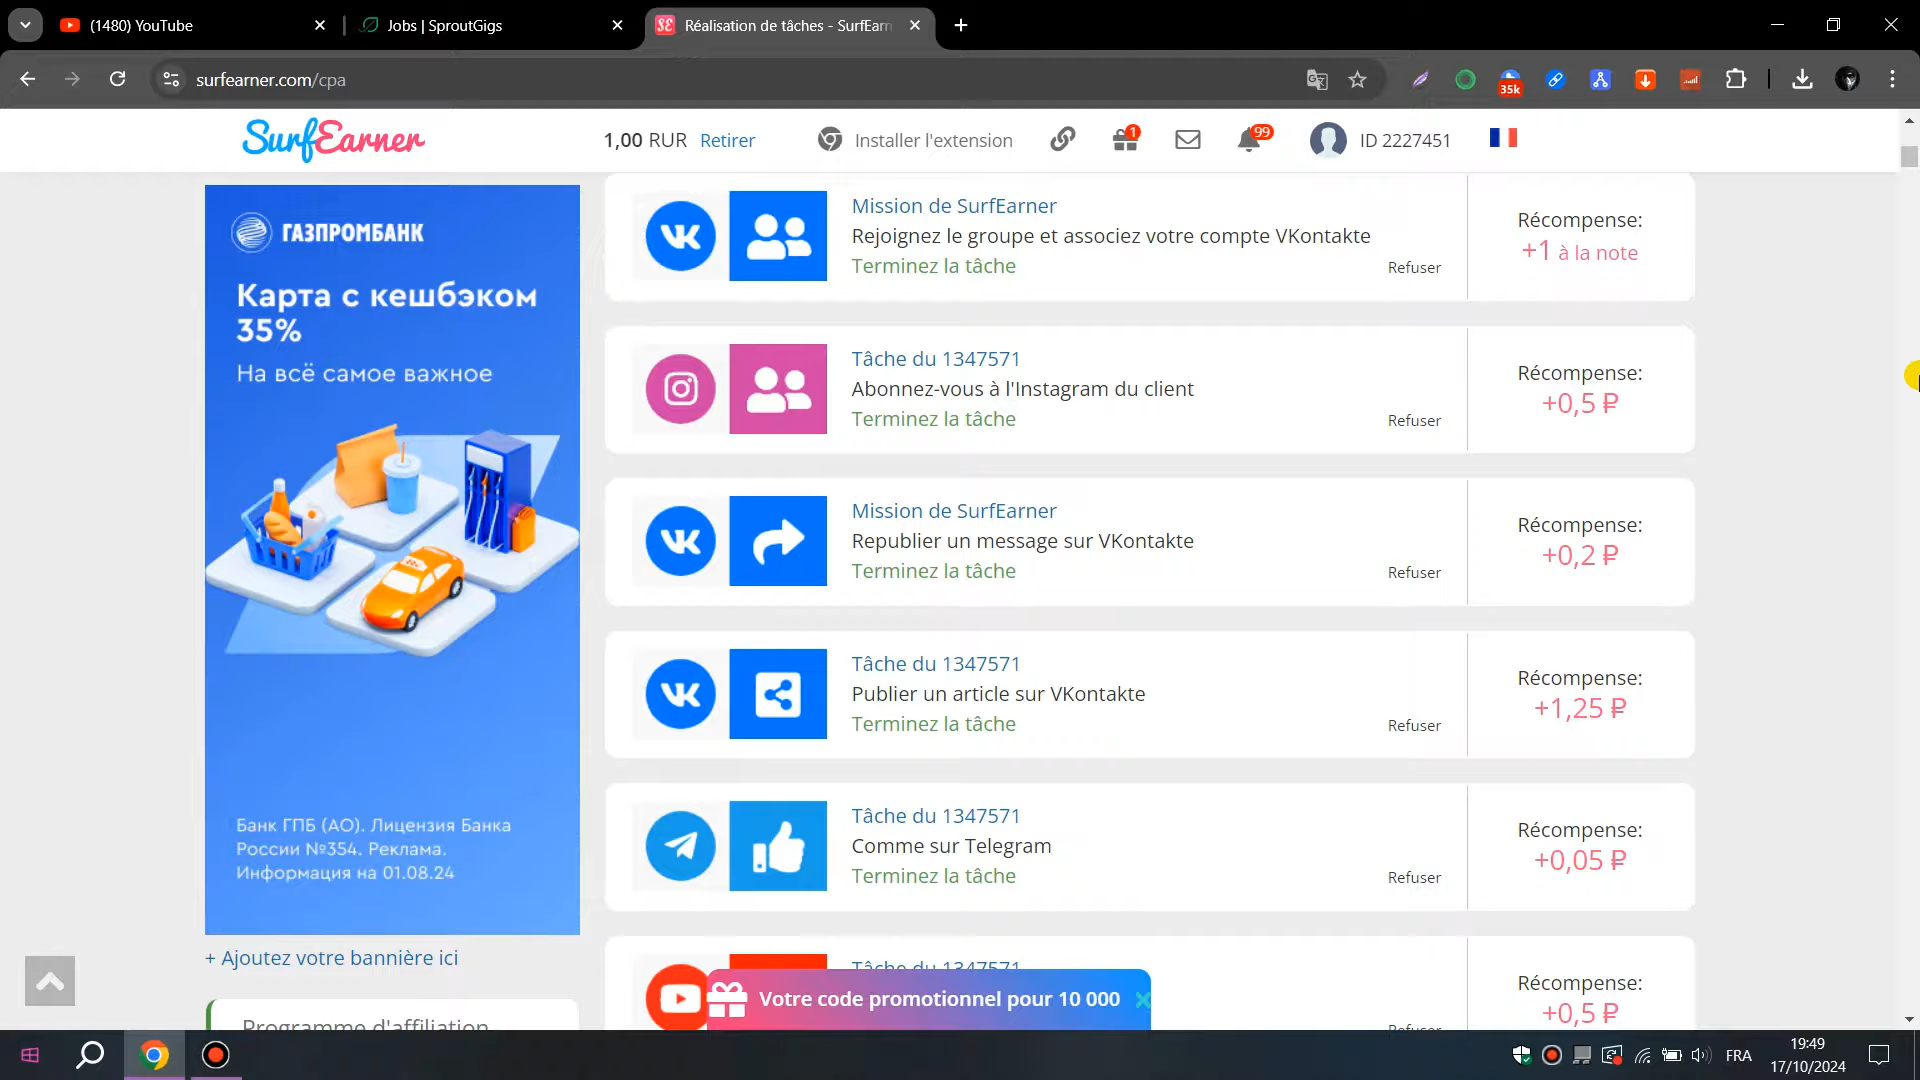 (1480) YouTube
Jobs | SproutGigs
Réalisation de tâches - SurfEarn
surfearner.com/cpa
35k
SurfEarner
1,00 RUR Retirer
Installer l'extension
1
99
ID 2227451
ГАЗПРОМБАНК
Карта с кешбэком
35%
На всё самое важное
Банк ГПБ (АО). Лицензия Банка
России №354. Реклама.
Информация на 01.08.24
+ Ajoutez votre bannière ici
Programme d'affiliation
Mission de SurfEarner
Rejoignez le groupe et associez votre compte VKontakte
Terminez la tâche
Refuser
Récompense:
+1 à la note
Tâche du 1347571
Abonnez-vous à l'Instagram du client
Terminez la tâche
Refuser
Récompense:
+0,5 ₽
Mission de SurfEarner
Republier un message sur VKontakte
Terminez la tâche
Refuser
Récompense:
+0,2 ₽
Tâche du 1347571
Publier un article sur VKontakte
Terminez la tâche
Refuser
Récompense:
+1,25 ₽
Tâche du 1347571
Comme sur Telegram
Terminez la tâche
Refuser
Récompense:
+0,05 ₽
Tâche du 1347571
Refuser
Récompense:
+0,5 ₽
Votre code promotionnel pour 10 000
FRA
19:49
17/10/2024